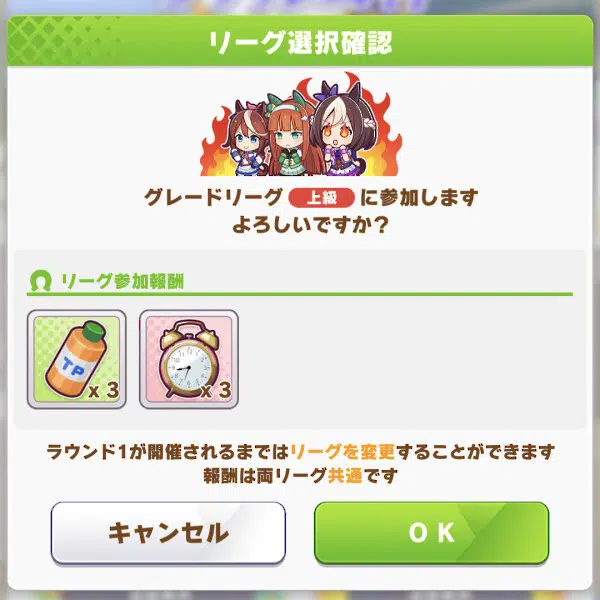 リーグ選択確認
グレードリーグ 上級 に参加します
よろしいですか？
リーグ参加報酬
TP
x 3
x 3
ラウンド1が開催されるまではリーグを変更することができます
報酬は両リーグ共通です
キャンセル
OK